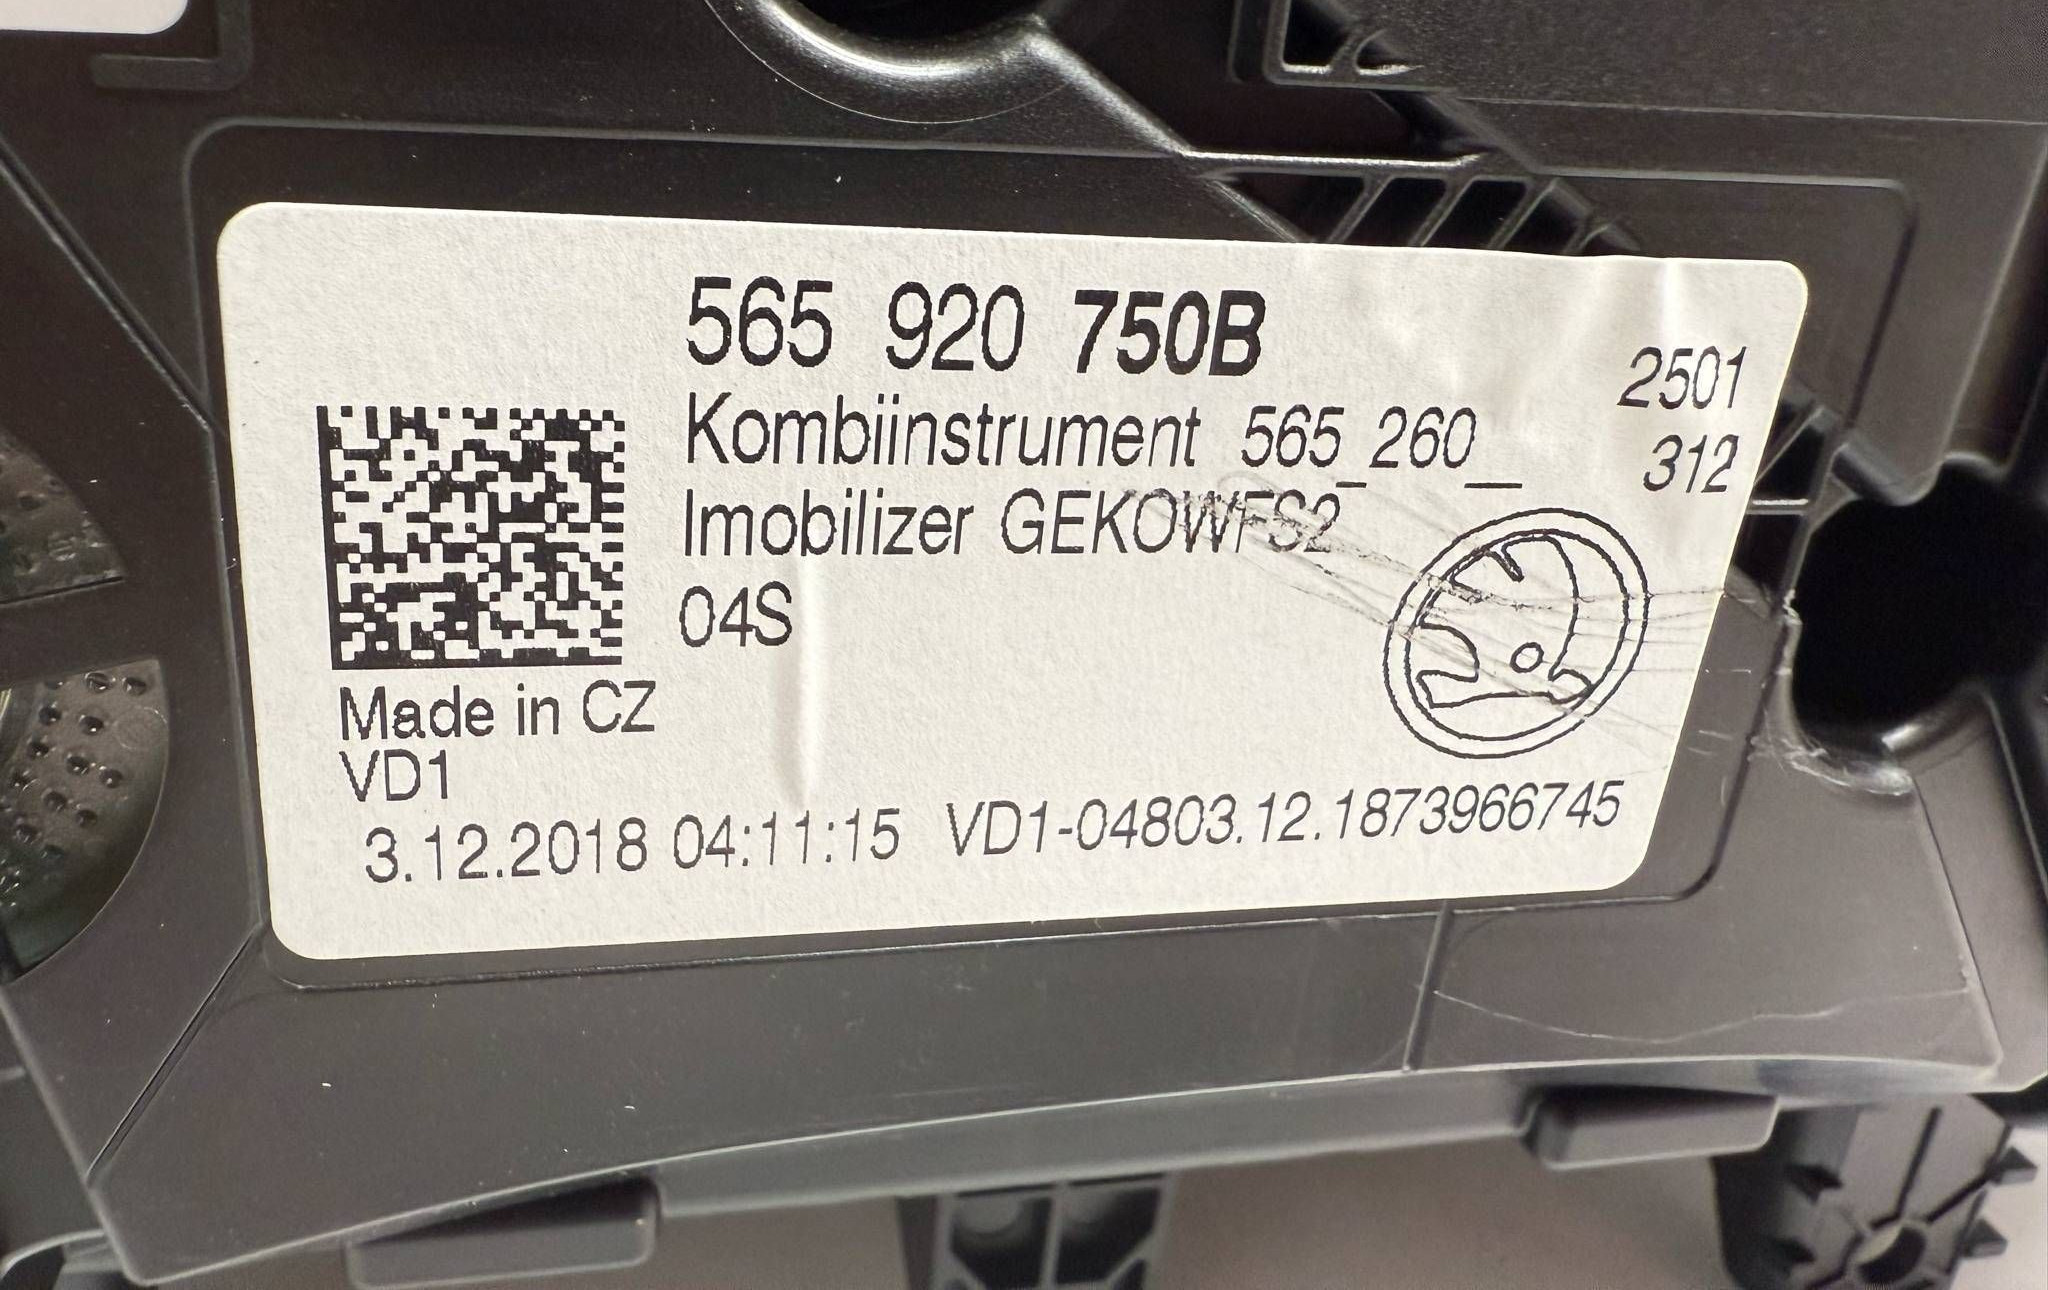 565 920 750B
Kombiinstrument 565_260_
2501
312
Imobilizer GEKOWFS2
04S
Made in CZ
VD1
3.12.2018 04:11:15 VD1-04803.12.1873966745